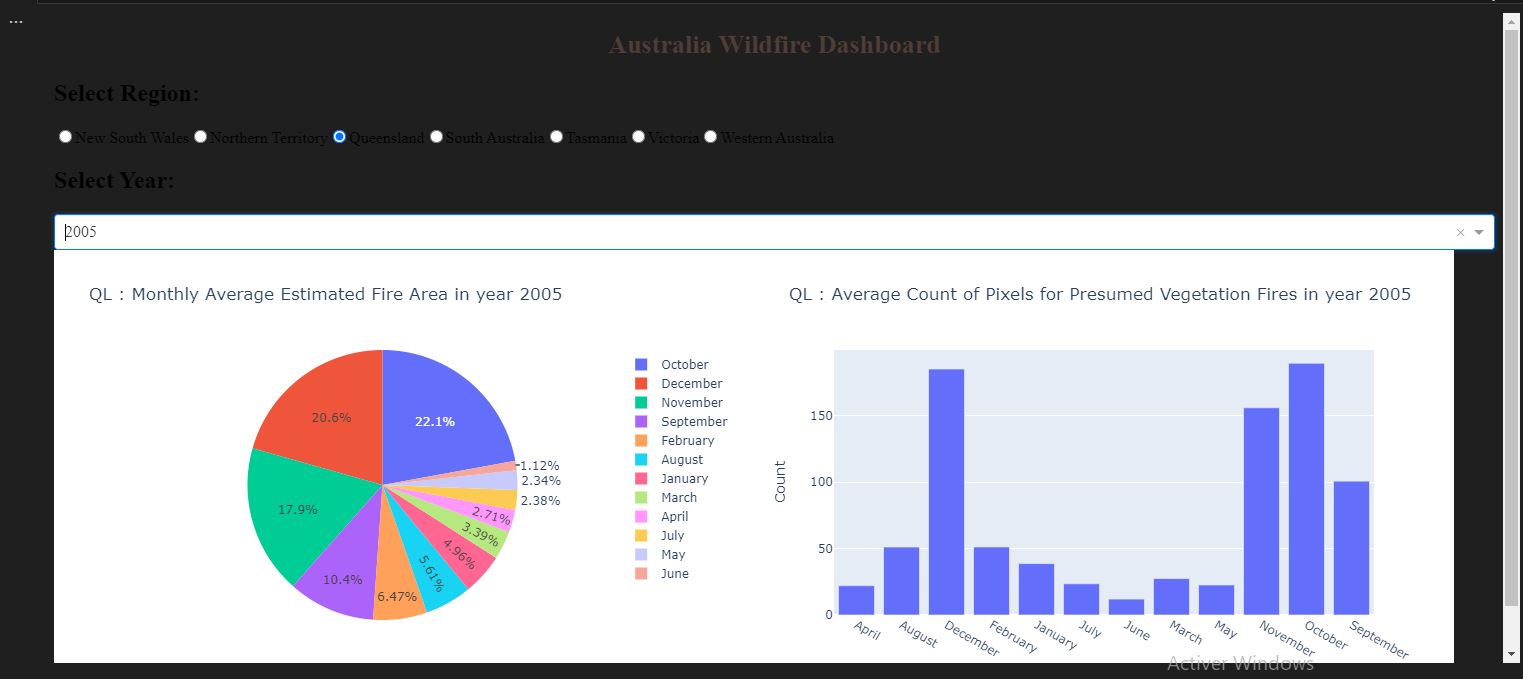 ...
Australia Wildfire Dashboard
Select Region:
New South Wales Northern Territory Queensland South Australia Tasmania Victoria Western Australia
Select Year:
2005
QL : Monthly Average Estimated Fire Area in year 2005
22.1%
20.6%
17.9%
10.4%
6.47%
5.61%
4.96%
3.39%
2.71%
2.38%
2.34%
1.12%
October
December
November
September
February
August
January
March
April
July
May
June
QL : Average Count of Pixels for Presumed Vegetation Fires in year 2005
Count
150
100
50
0
April
August
December
February
January
July
June
March
May
November
October
September
Activer Windows